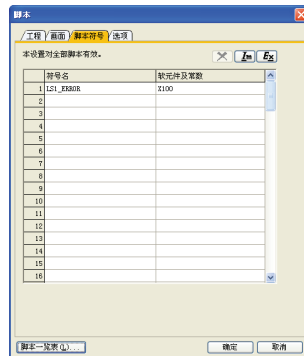 脚本
工程 画面 脚本符号 选项
本设置对全部脚本有效。
Im Ex
符号名 软元件及常数
1 LS1_ERROR X100
2
3
4
5
6
7
8
9
10
11
12
13
14
15
16
脚本一览表(L)... 确定 取消